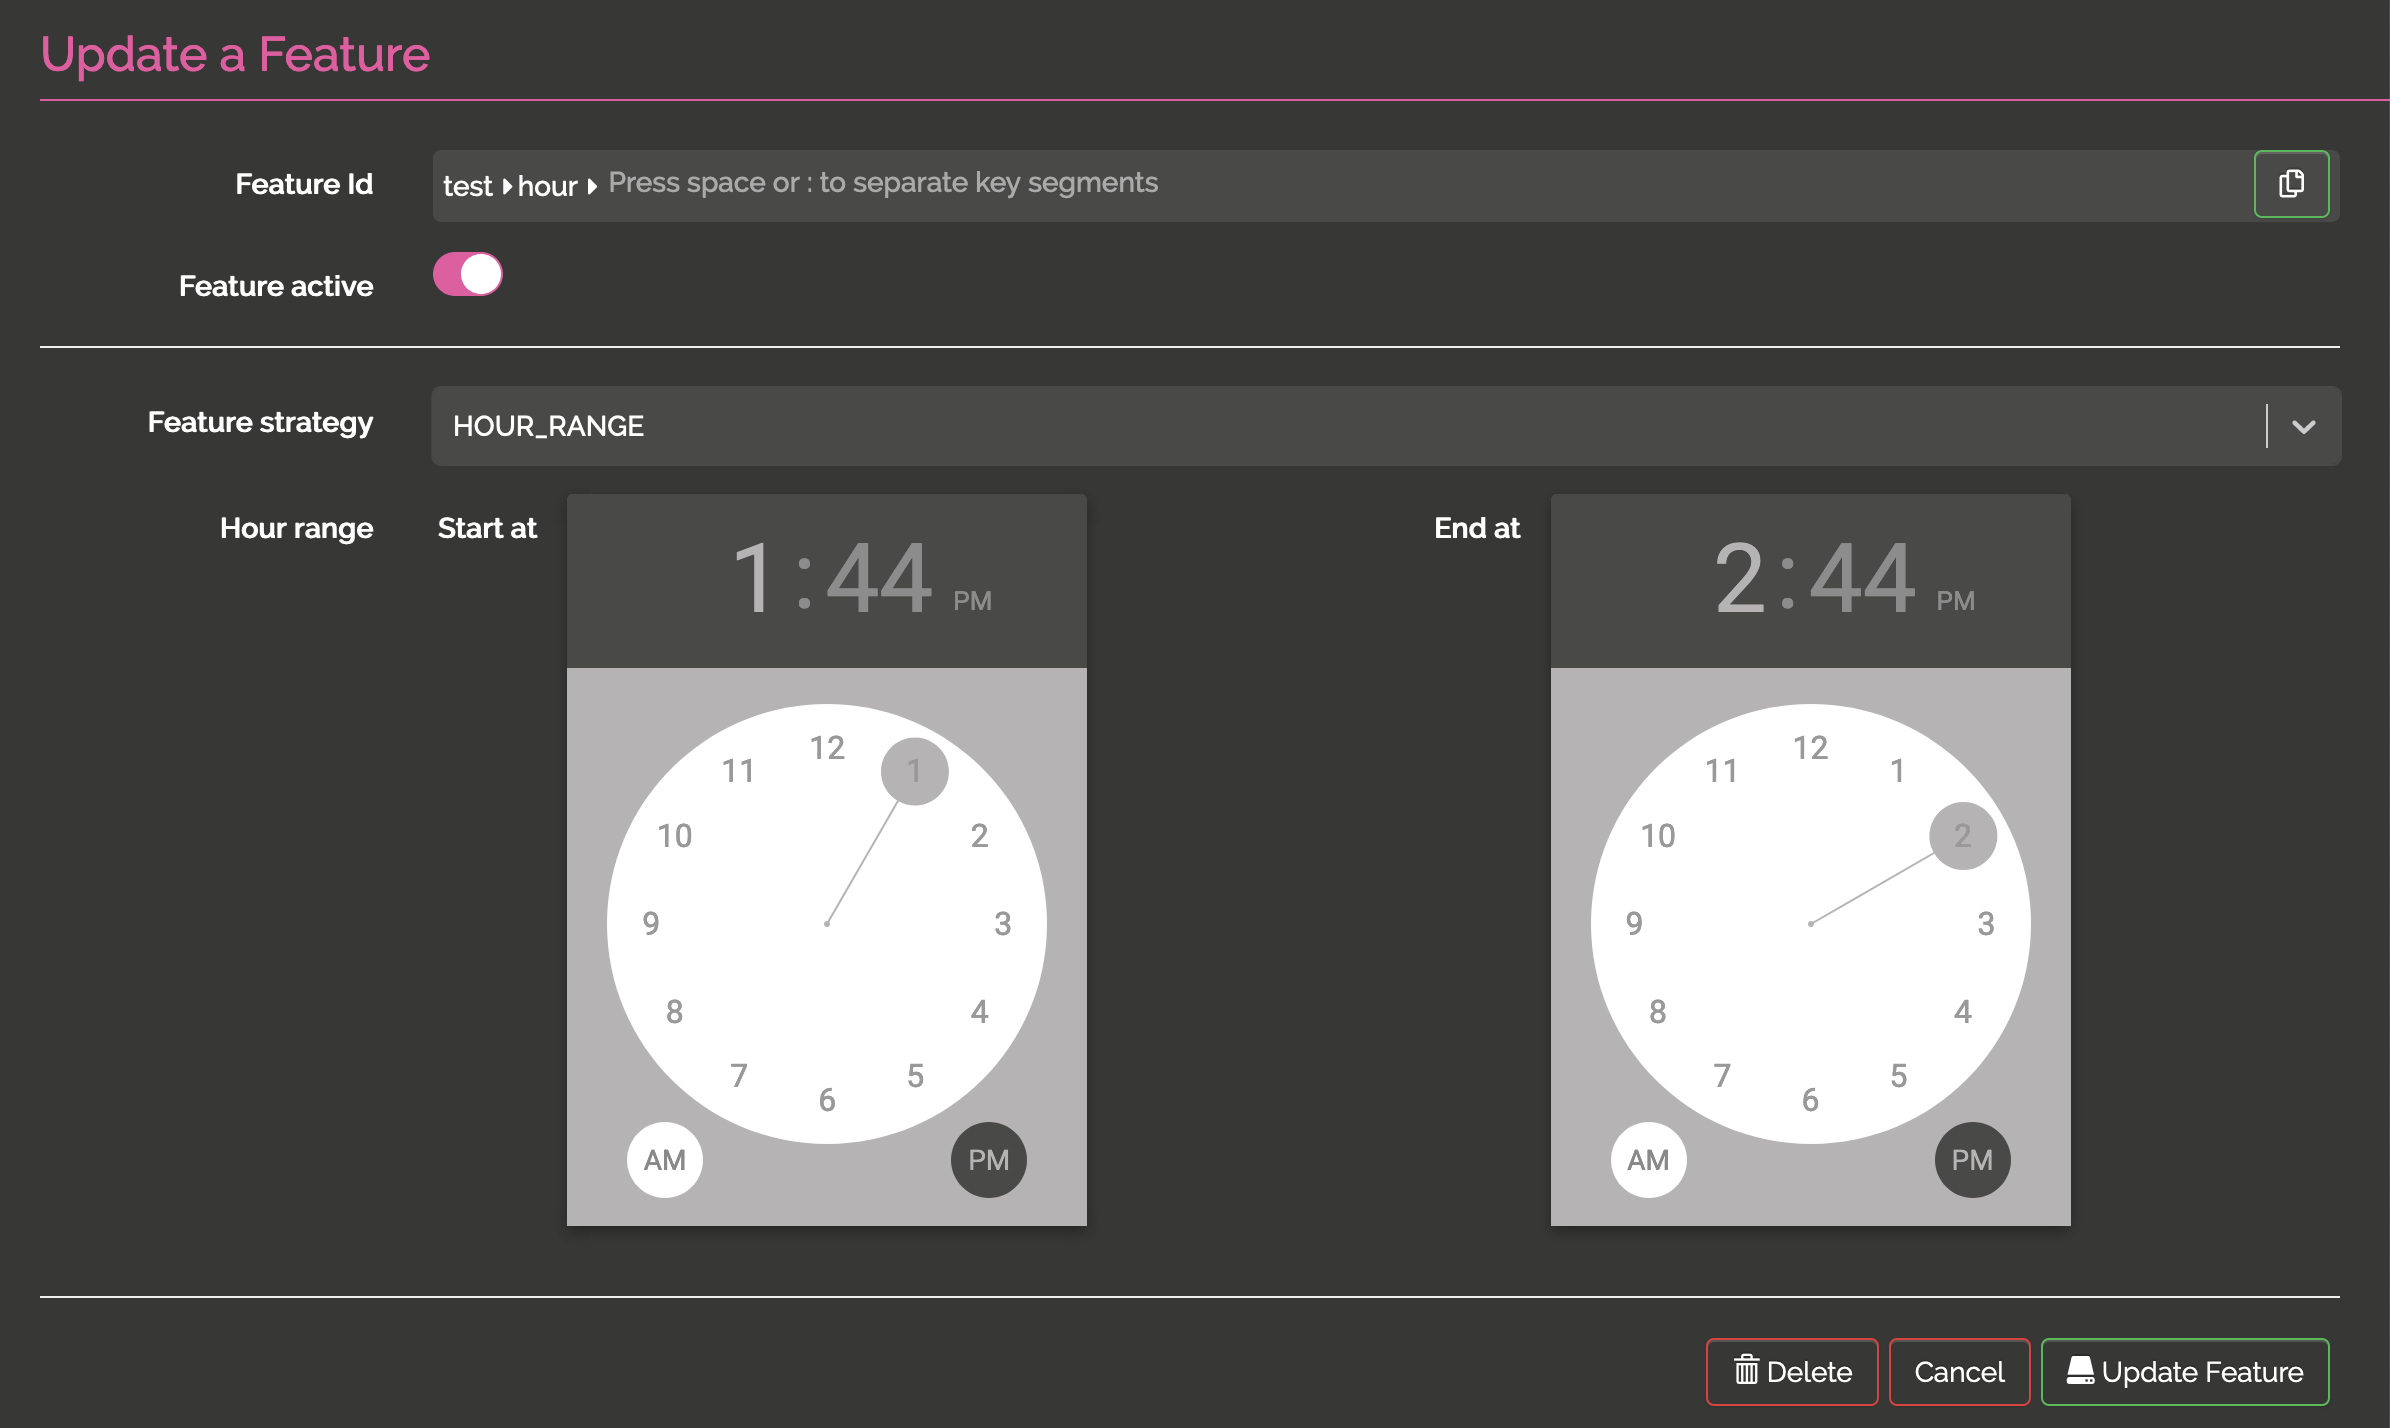 Update a Feature
Feature Id
test hour Press space or : to separate key segments
Feature active
Feature strategy
HOUR_RANGE
Hour range
Start at
1:44 PM
12
11
1
10
2
9
3
8
4
7
5
6
AM
PM
End at
2:44 PM
12
11
1
10
2
9
3
8
4
7
5
6
AM
PM
Delete
Cancel
Update Feature